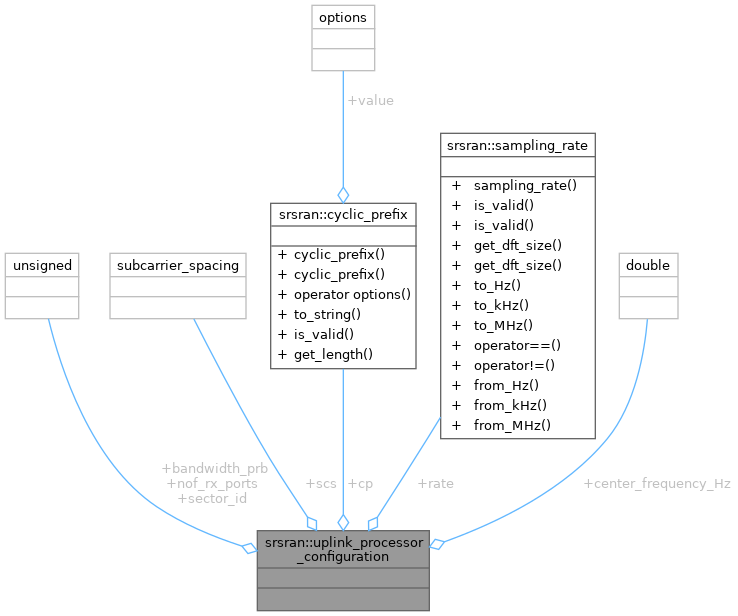 options
+value
srsran::sampling_rate
+ sampling_rate()
+ is_valid()
+ is_valid()
+ get_dft_size()
+ get_dft_size()
+ to_Hz()
+ to_kHz()
+ to_MHz()
+ operator==()
+ operator!=()
+ from_Hz()
+ from_kHz()
+ from_MHz()
srsran::cyclic_prefix
+ cyclic_prefix()
+ cyclic_prefix()
+ operator options()
+ to_string()
+ is_valid()
+ get_length()
unsigned
subcarrier_spacing
double
+bandwidth_prb
+nof_rx_ports
+sector_id
+scs
+cp
+rate
+center_frequency_Hz
srsran::uplink_processor
_configuration